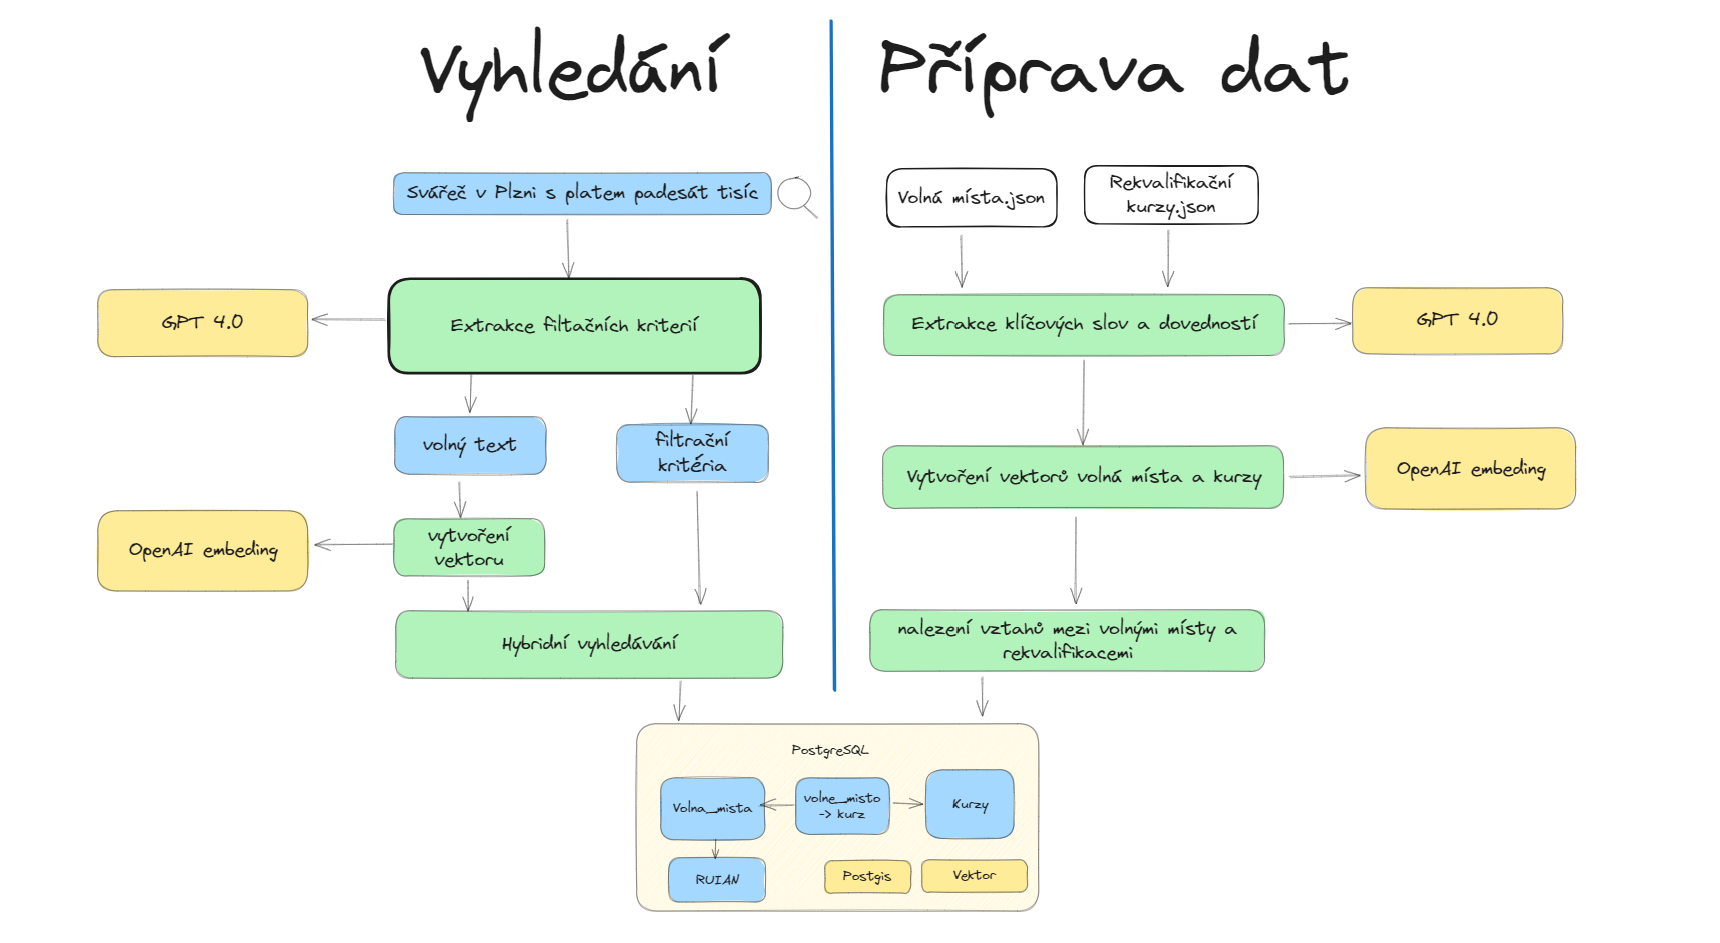 Vyhledání
Příprava dat
Svářeč v Plzni s platem padesát tisíc
Volná místa.json
Rekvalifikační
kurzy.json
GPT 4.0
Extrakce filtačních kriterií
Extrakce klíčových slov a dovedností
GPT 4.0
volný text
filtrační
kritéria
Vytvoření vektorů volná místa a kurzy
OpenAI embeding
OpenAI embeding
vytvoření
vektoru
Hybridní vyhledávání
nalezení vztahů mezi volnými místy a
rekvalifikacemi
PostgreSQL
Volna_mista
volne_misto
-> kurz
Kurzy
RUIAN
Postgis
Vektor